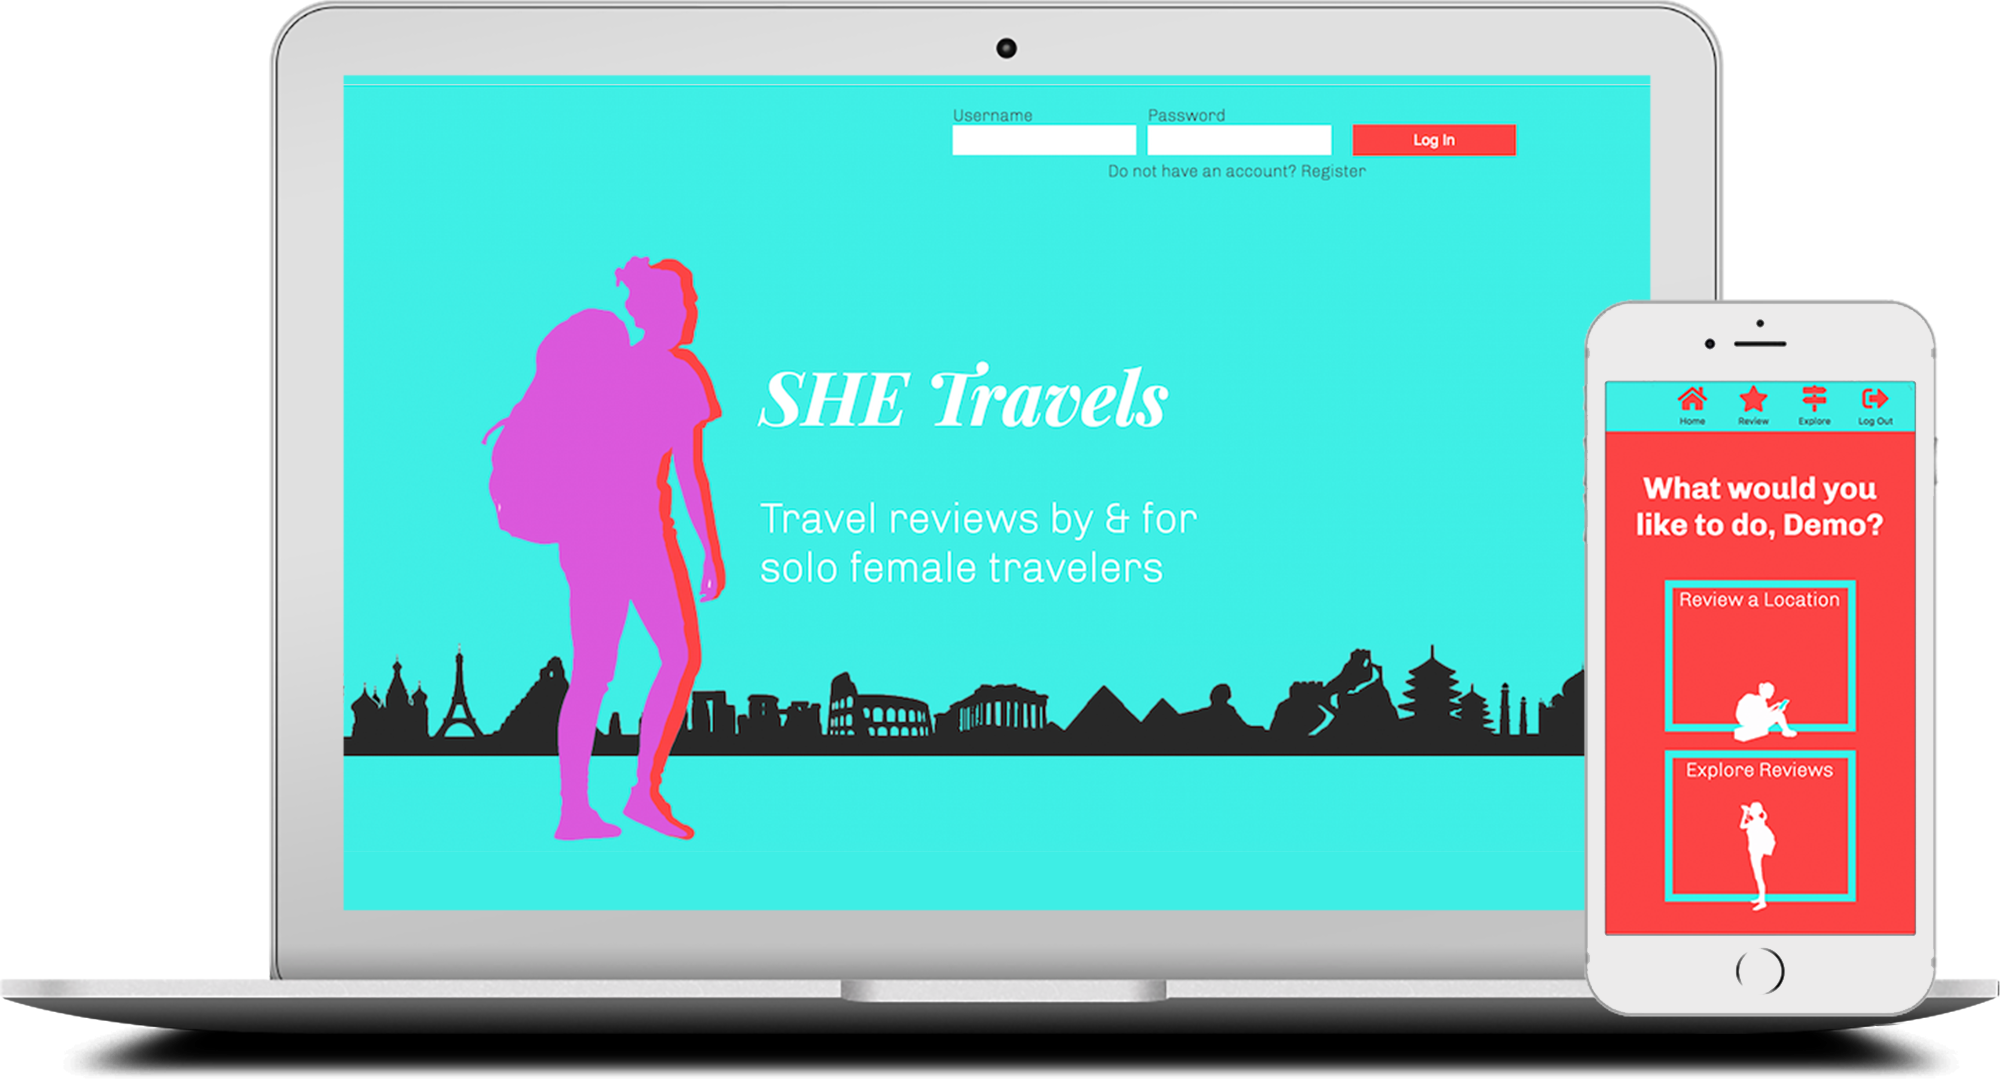 Username Password
Log In
Do not have an account? Register
SHE Travels
Travel reviews by & for
solo female travelers
Home Review Explore Log Out
What would you
like to do, Demo?
Review a Location
Explore Reviews